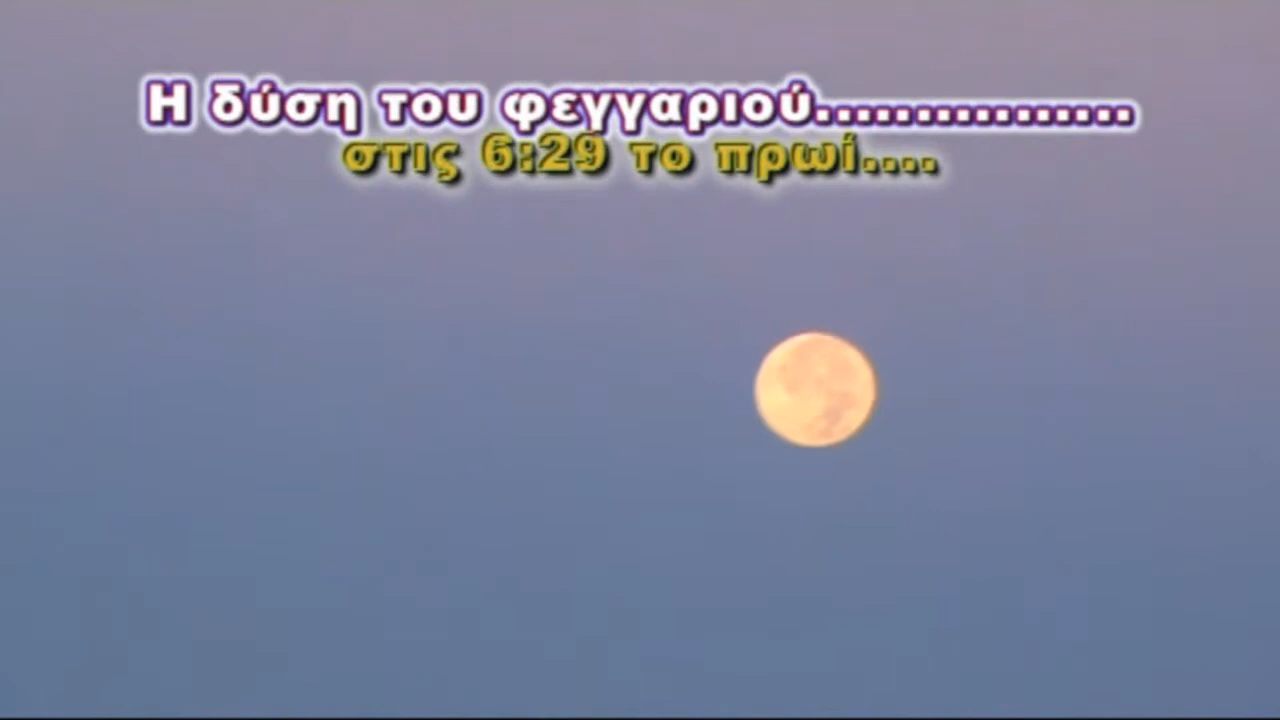 Η δύση του φεγγαριού................
στις 6:29 το πρωί....